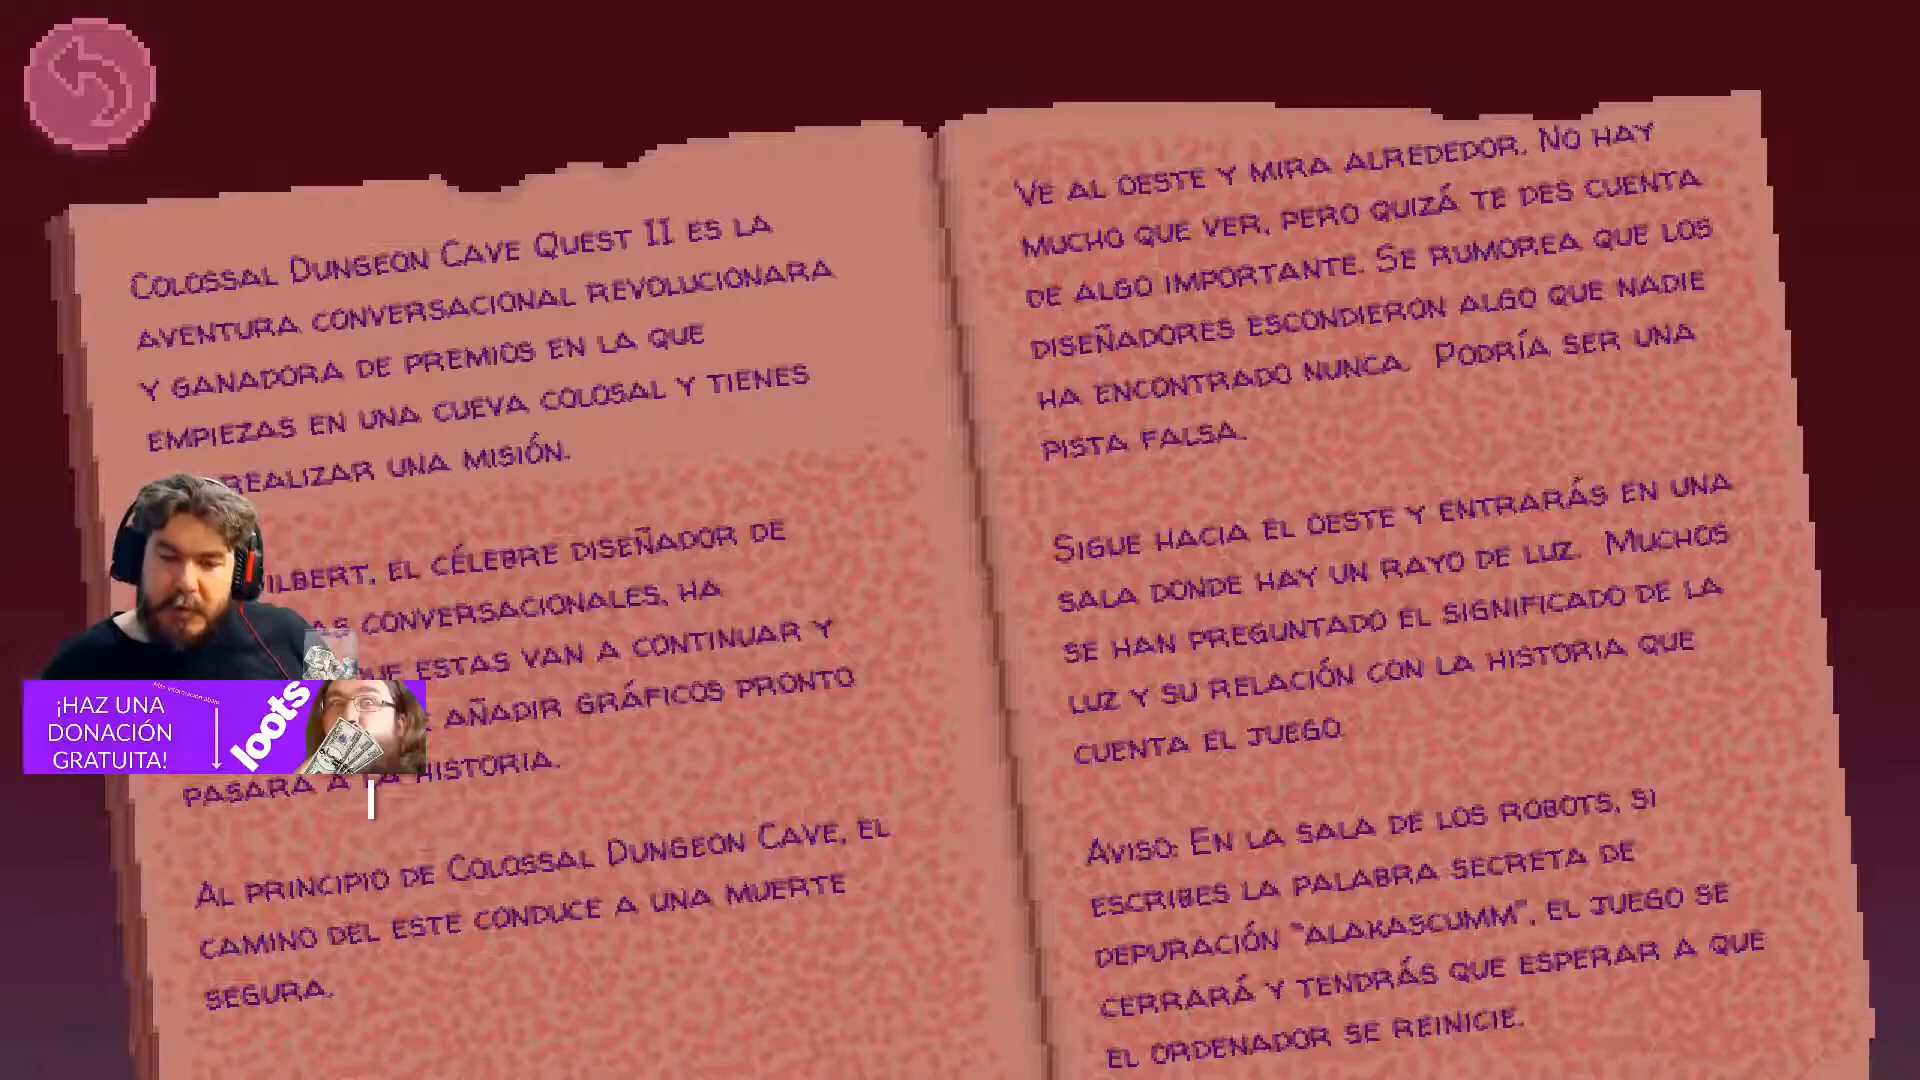 Colossal Dungeon Cave Quest II es la
aventura conversacional revolucionara
y ganadora de premios en la que
empiezas en una cueva colosal y tienes
realizar una misión.
ilbert, el célebre diseñador de
as conversacionales, ha
ue estas van a continuar y
añadir gráficos pronto
pasara a la historia.
Al principio de Colossal Dungeon Cave, el
camino del este conduce a una muerte
segura.
Ve al oeste y mira alrededor. No hay
mucho que ver, pero quizá te des cuenta
de algo importante. Se rumorea que los
diseñadores escondieron algo que nadie
ha encontrado nunca. Podría ser una
pista falsa.
Sigue hacia el oeste y entrarás en una
sala donde hay un rayo de luz. Muchos
se han preguntado el significado de la
luz y su relación con la historia que
cuenta el juego.
Aviso: En la sala de los robots, si
escribes la palabra secreta de
depuración "alakascumm", el juego se
cerrará y tendrás que esperar a que
el ordenador se reinicie.
¡HAZ UNA
DONACIÓN
GRATUITA!
loots